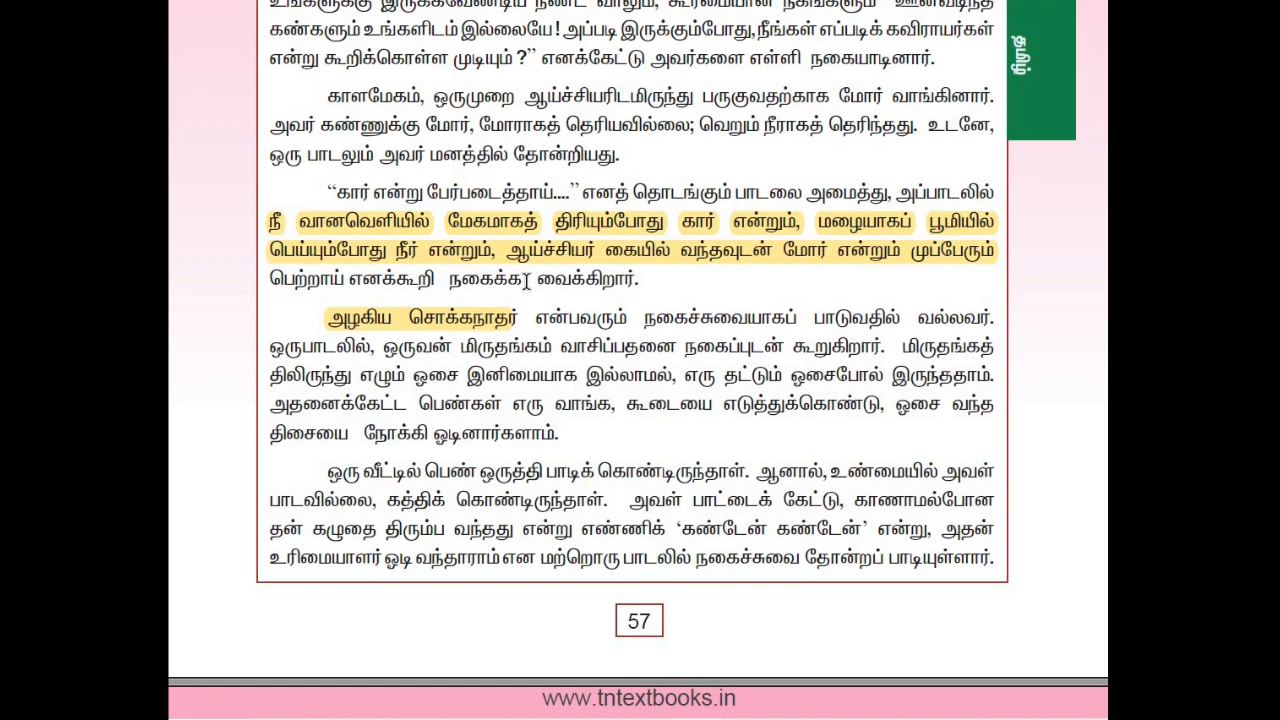 உங்களுக்கு இருக்கவேண்டிய நீண்ட வாலும், கூர்மையான நகங்களும் ஊனவடிந்த
கண்களும் உங்களிடம் இல்லையே! அப்படி இருக்கும்போது, நீங்கள் எப்படிக் கவிராயர்கள்
என்று கூறிக்கொள்ள முடியும் ?” எனக்கேட்டு அவர்களை எள்ளி நகையாடினார்.
தமிழ்
காளமேகம், ஒருமுறை ஆய்ச்சியரிடமிருந்து பருகுவதற்காக மோர் வாங்கினார்.
அவர் கண்ணுக்கு மோர், மோராகத் தெரியவில்லை; வெறும் நீராகத் தெரிந்தது. உடனே,
ஒரு பாடலும் அவர் மனத்தில் தோன்றியது.
“கார் என்று பேர்படைத்தாய்....” எனத் தொடங்கும் பாடலை அமைத்து, அப்பாடலில்
நீ வானவெளியில் மேகமாகத் திரியும்போது கார் என்றும், மழையாகப் பூமியில்
பெய்யும்போது நீர் என்றும், ஆய்ச்சியர் கையில் வந்தவுடன் மோர் என்றும் முப்பேரும்
பெற்றாய் எனக்கூறி நகைக்க வைக்கிறார்.
அழகிய சொக்கநாதர் என்பவரும் நகைச்சுவையாகப் பாடுவதில் வல்லவர்.
ஒருபாடலில், ஒருவன் மிருதங்கம் வாசிப்பதனை நகைப்புடன் கூறுகிறார். மிருதங்கத்
திலிருந்து எழும் ஓசை இனிமையாக இல்லாமல், எரு தட்டும் ஓசைபோல் இருந்ததாம்.
அதனைக்கேட்ட பெண்கள் எரு வாங்க, கூடையை எடுத்துக்கொண்டு, ஓசை வந்த
திசையை நோக்கி ஓடினார்களாம்.
ஒரு வீட்டில் பெண் ஒருத்தி பாடிக் கொண்டிருந்தாள். ஆனால், உண்மையில் அவள்
பாடவில்லை, கத்திக் கொண்டிருந்தாள். அவள் பாட்டைக் கேட்டு, காணாமல்போன
தன் கழுதை திரும்ப வந்தது என்று எண்ணிக் ‘கண்டேன் கண்டேன்’ என்று, அதன்
உரிமையாளர் ஓடி வந்தாராம் என மற்றொரு பாடலில் நகைச்சுவை தோன்றப் பாடியுள்ளார்.
57
www.tntextbooks.in